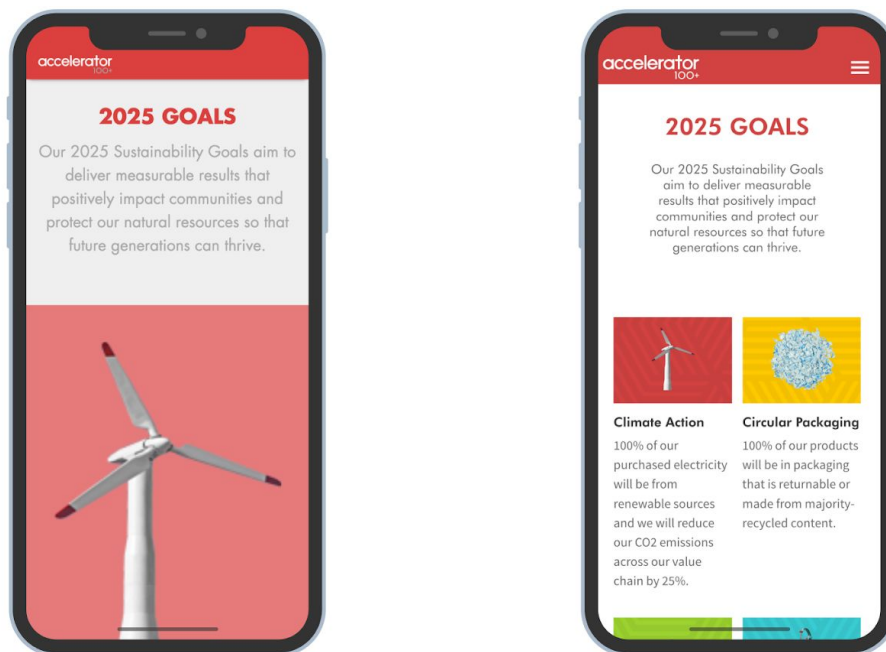 accelerator
100+
2025 GOALS
Our 2025 Sustainability Goals aim to
deliver measurable results that
positively impact communities and
protect our natural resources so that
future generations can thrive.
accelerator
100+
2025 GOALS
Our 2025 Sustainability Goals
aim to deliver measurable
results that positively impact
communities and protect our
natural resources so that future
generations can thrive.
Climate Action
100% of our
purchased electricity
will be from
renewable sources
and we will reduce
our CO2 emissions
across our value
chain by 25%.
Circular Packaging
100% of our products
will be in packaging
that is returnable or
made from majority-
recycled content.